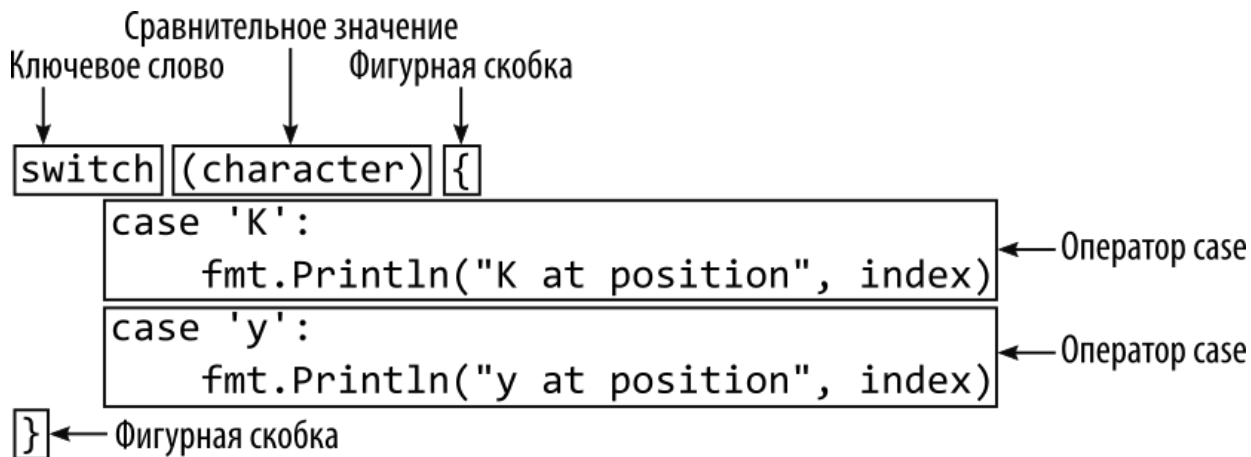 Сравнительное значение
Ключевое слово
Фигурная скобка
switch (character) {
case 'K':
fmt.Println("K at position", index)
Оператор case
case 'y':
fmt.Println("y at position", index)
Оператор case
} Фигурная скобка